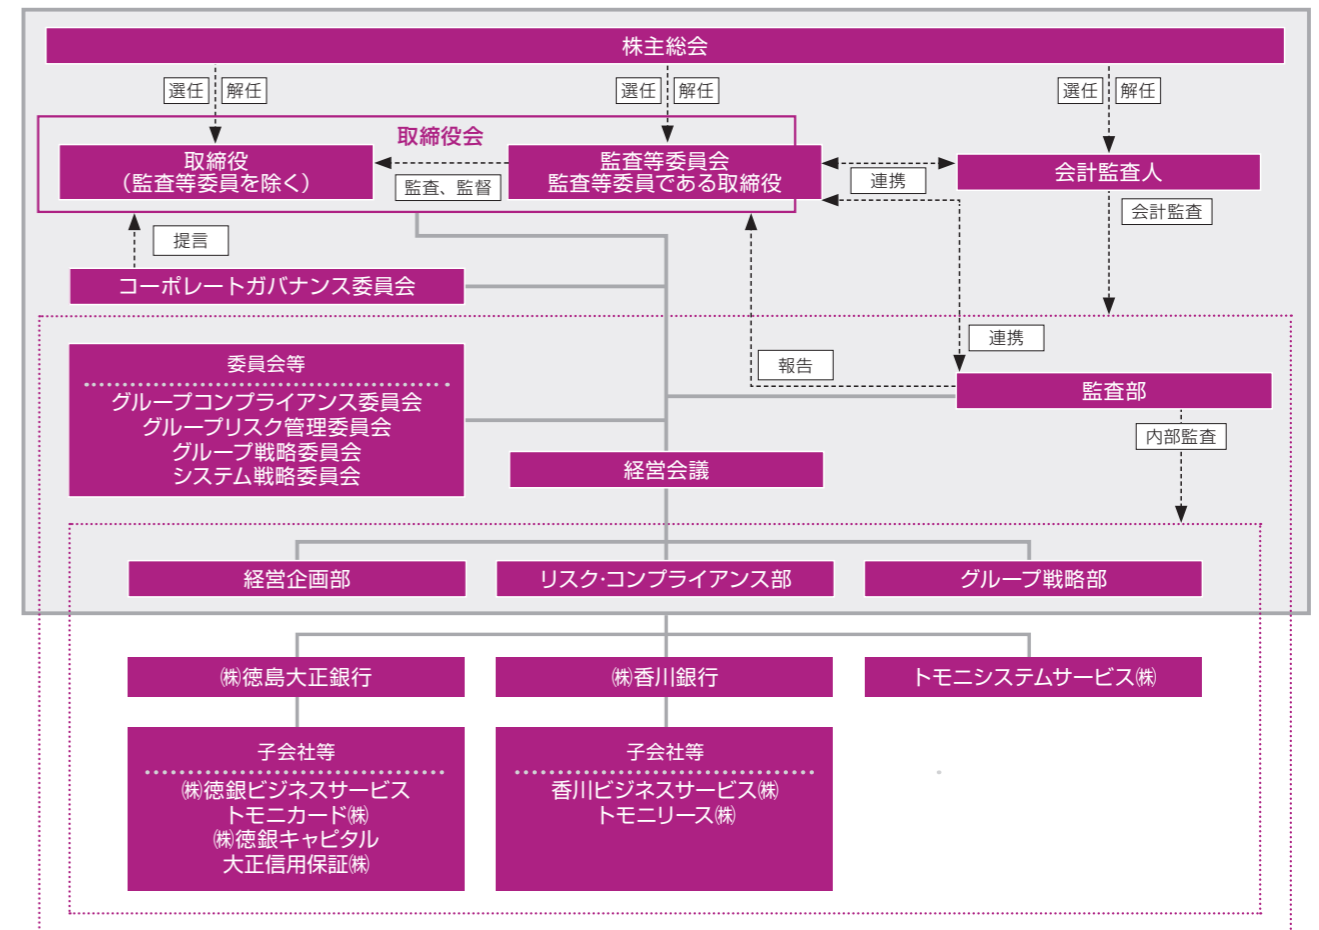 株主総会
選任
解任
選任
解任
選任
解任
取締役会
取締役
（監査等委員を除く）
監査、監督
監査等委員会
監査等委員である取締役
連携
会計監査人
会計監査
提言
コーポレートガバナンス委員会
連携
報告
監査部
内部監査
委員会等
グループコンプライアンス委員会
グループリスク管理委員会
グループ戦略委員会
システム戦略委員会
経営会議
経営企画部
リスク・コンプライアンス部
グループ戦略部
㈱徳島大正銀行
㈱香川銀行
トモニシステムサービス㈱
子会社等
㈱徳銀ビジネスサービス
トモニカード㈱
㈱徳銀キャピタル
大正信用保証㈱
子会社等
香川ビジネスサービス㈱
トモニリース㈱